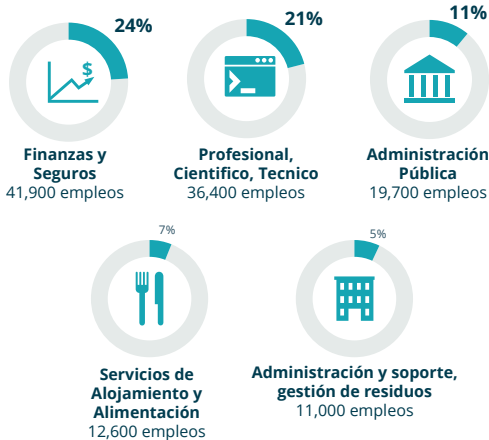 24%
$
Finanzas y
Seguros
41,900 empleos
21%
Profesional,
Cientifico, Tecnico
36,400 empleos
11%
Administración
Pública
19,700 empleos
7%
Servicios de
Alojamiento y
Alimentación
12,600 empleos
5%
Administración y soporte,
gestión de residuos
11,000 empleos